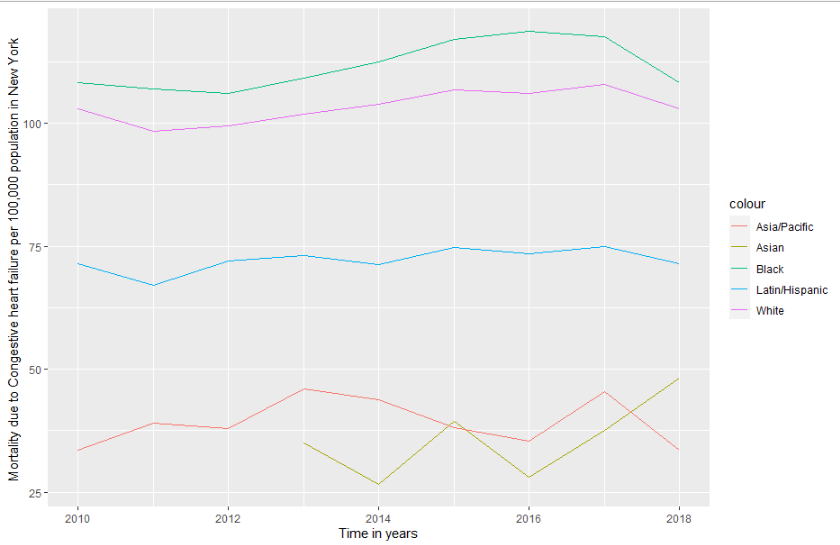 Mortality due to Congestive heart failure per 100,000 population in New York
100
75
50
25
2010 2012 2014 2016 2018
Time in years
colour
Asia/Pacific
Asian
Black
Latin/Hispanic
White